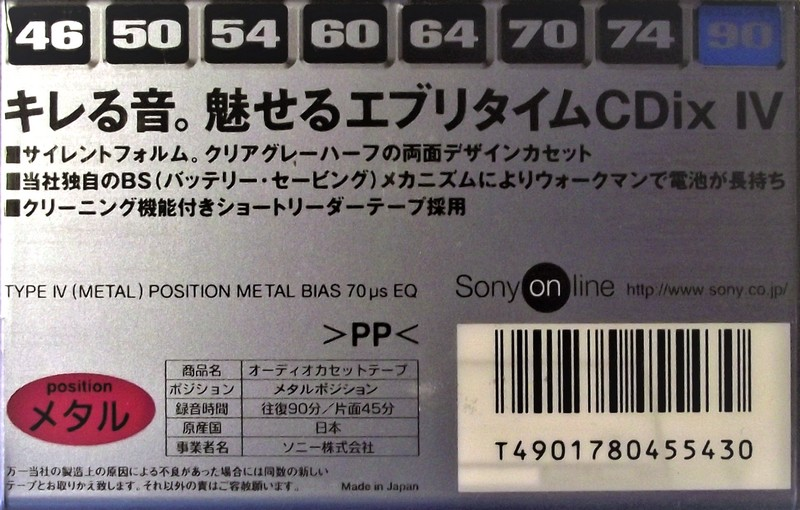 46 50 54 60 64 70 74 90
キレる音。魅せるエブリタイムCDix IV
■サイレントフォルム。クリアグレーハーフの両面デザインカセット
■当社独自のBS(バッテリー・セービング)メカニズムによりウォークマンで電池が長持ち
■クリーニング機能付きショートリーダーテープ採用
TYPE IV (METAL) POSITION METAL BIAS 70 μs EQ
Sony on line http://www.sony.co.jp/
>PP<
position
メタル
商品名 オーディオカセットテープ
ポジション メタルポジション
録音時間 往復90分/片面45分
原産国 日本
事業者名 ソニー株式会社
万一当社の製造上の原因による不良があった場合には同数の新しい
テープとお取りかえ致します。それ以外の責はご容赦願います。 Made in Japan
T4901780455430